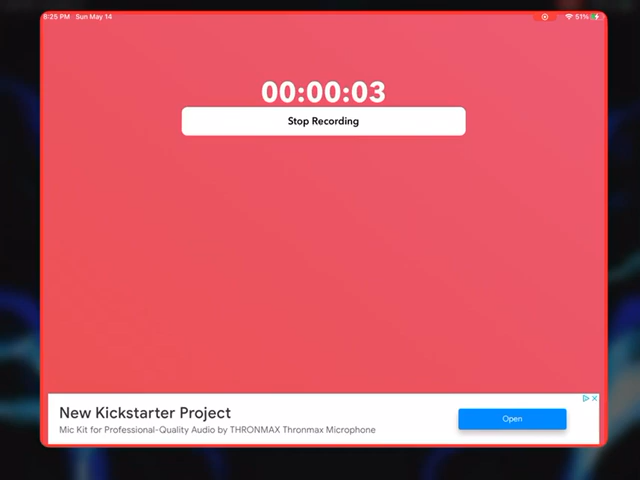 6:25 PM Sun May 14
51%
00:00:03
Stop Recording
New Kickstarter Project
Mic Kit for Professional-Quality Audio by THRONMAX Thronmax Microphone
Open